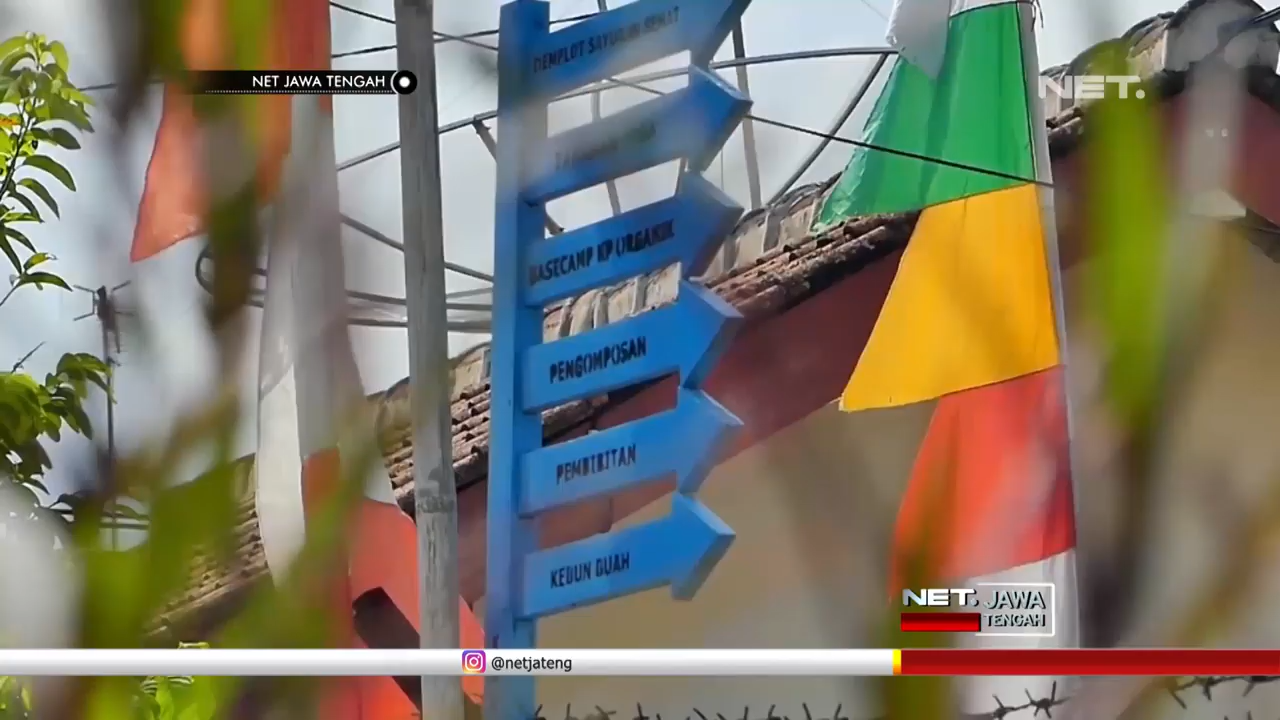 NET JAWA TENGAH
NET.
DEMPLOT SAYURAN SEHAT
BASECAMP KP ORGANIK
PENGOMPOSAN
PEMBIBITAN
KEBUN BUAH
NET. JAWA TENGAH
@netjateng